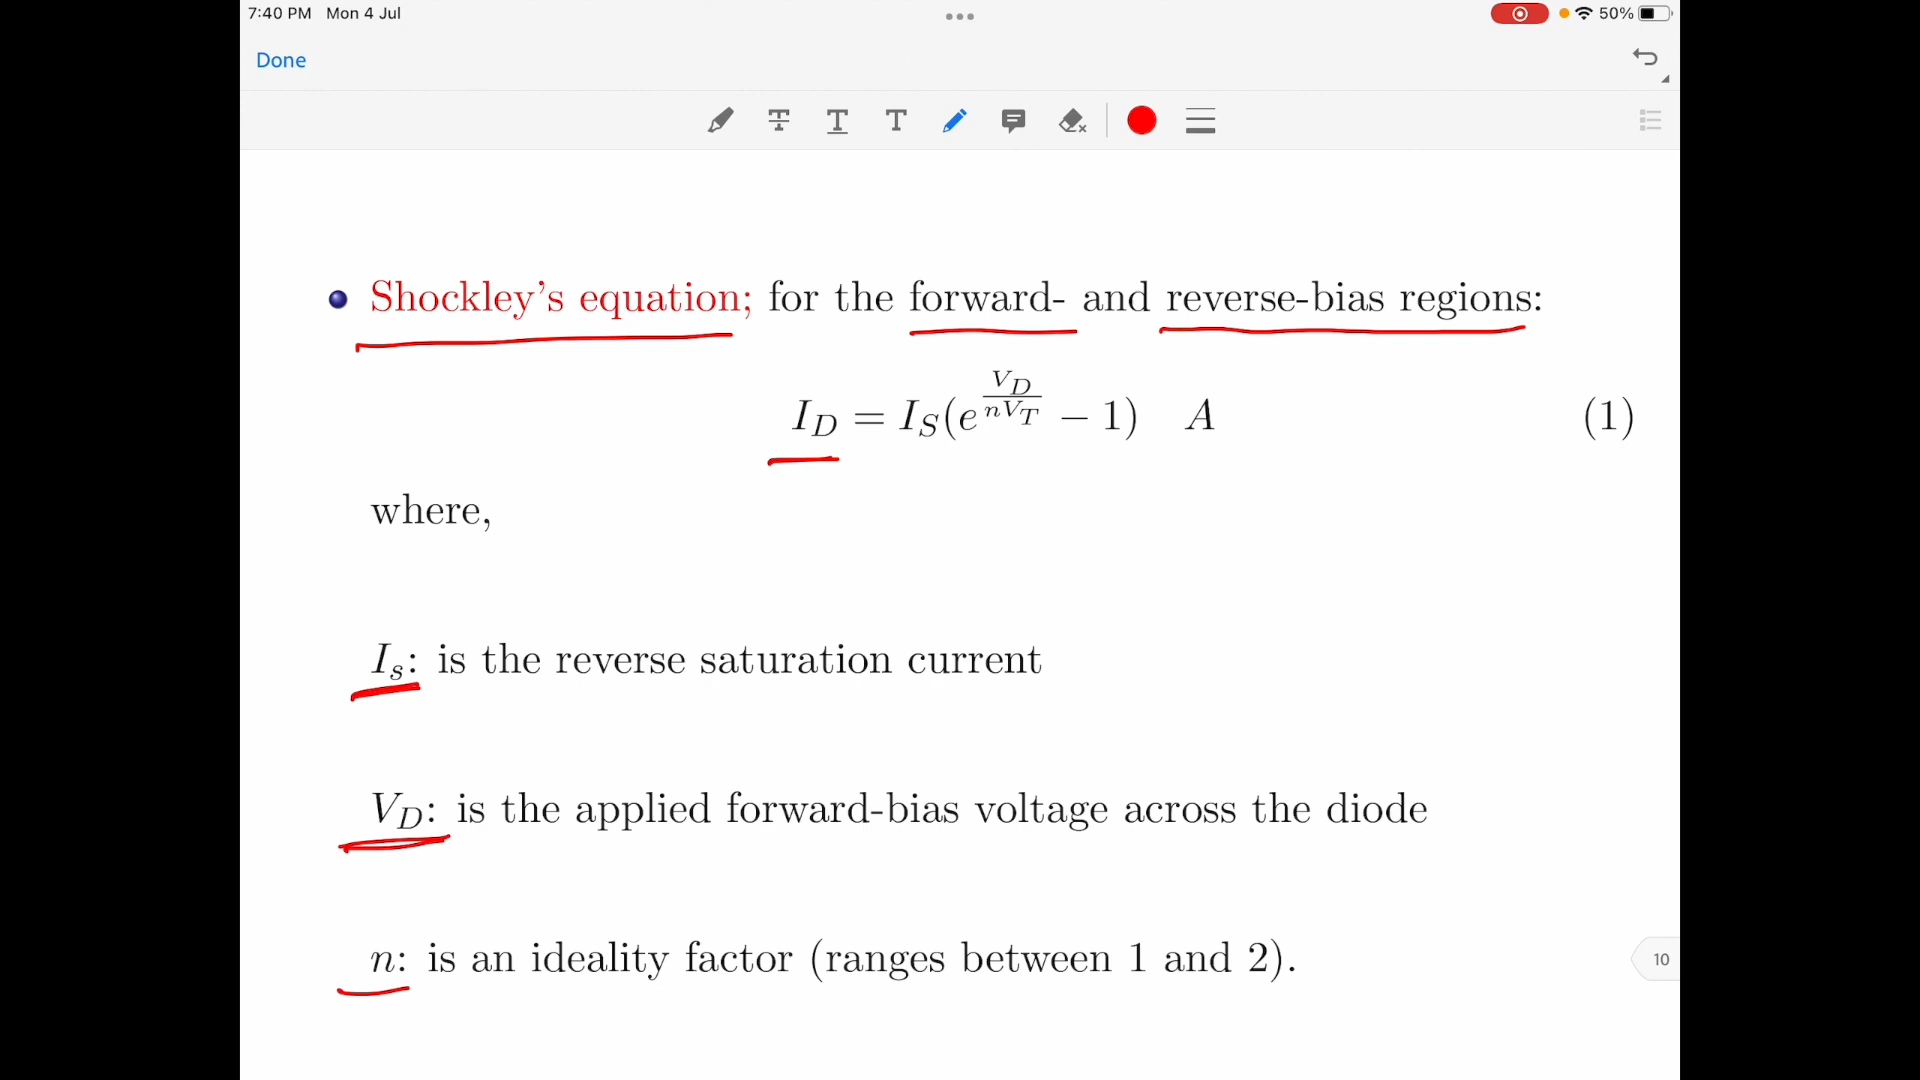 7:40 PM Mon 4 Jul
50%
Done
T T T
Shockley's equation; for the forward- and reverse-bias regions:
I_D = I_S(e^{\frac{V_D}{nV_T}} − 1) A (1)
where,
I_s: is the reverse saturation current
V_D: is the applied forward-bias voltage across the diode
n: is an ideality factor (ranges between 1 and 2).
10